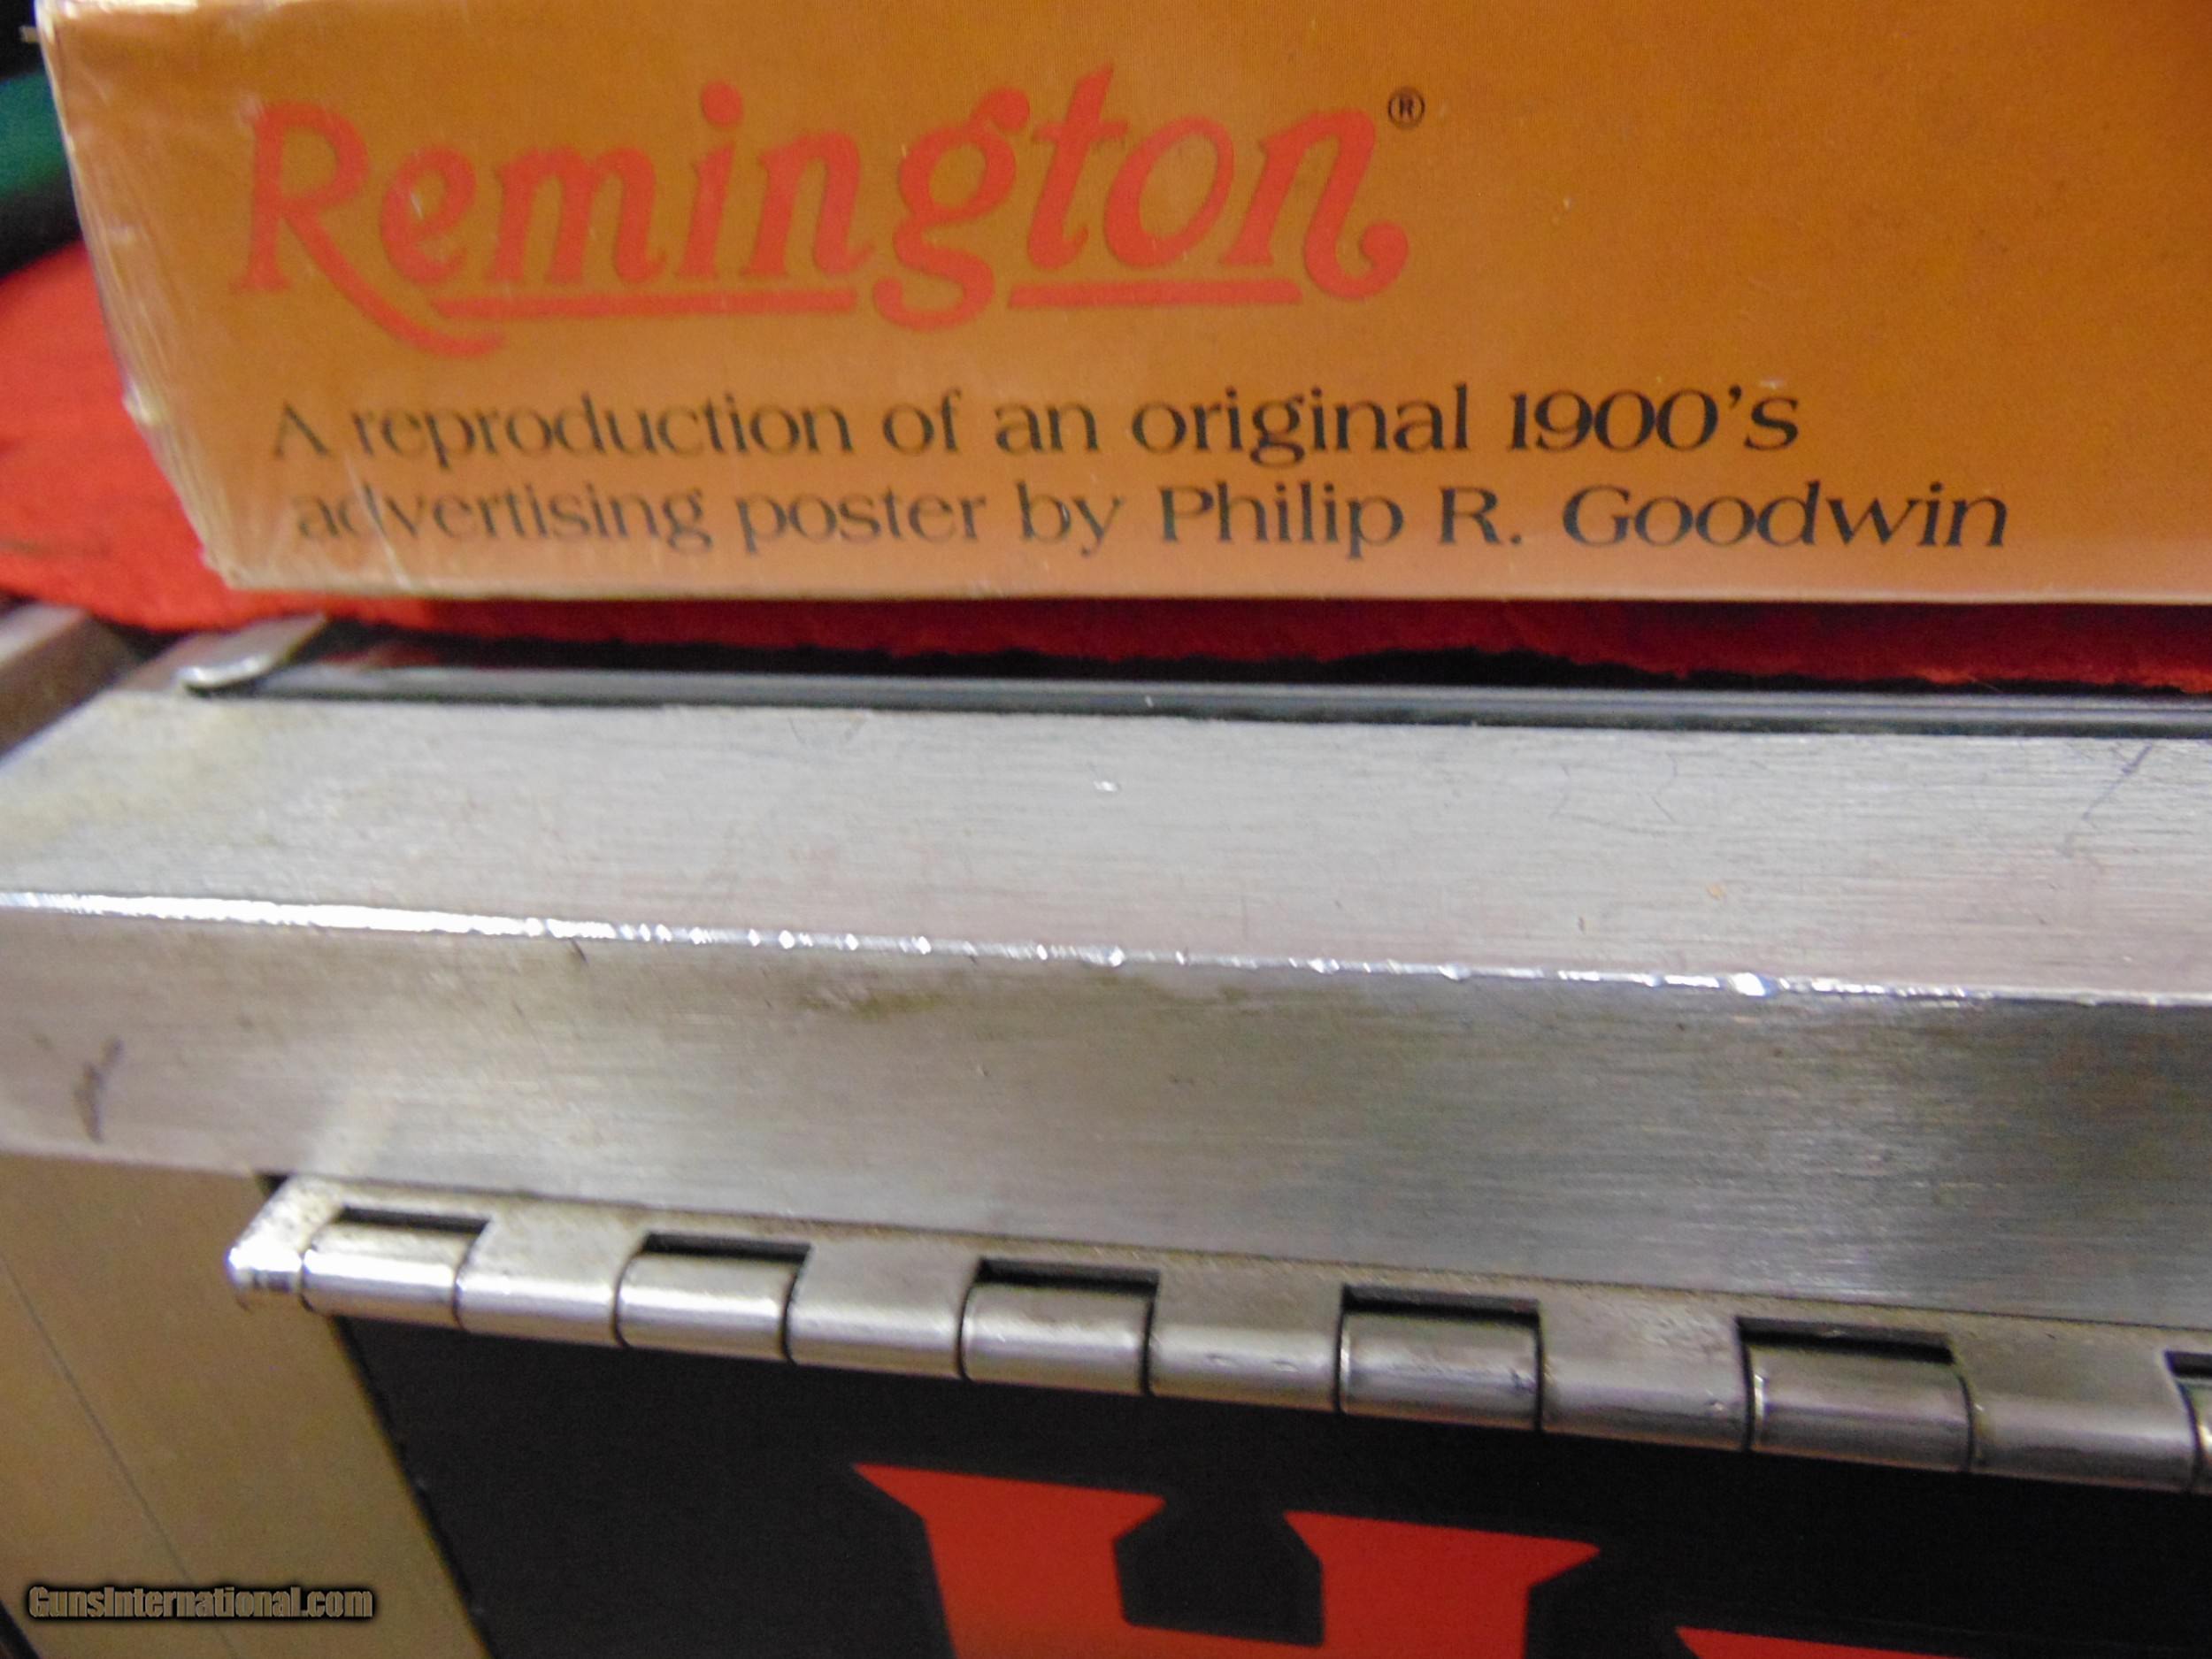 Remington®
A reproduction of an original 1900's
advertising poster by Philip R. Goodwin
H
GunsInternational.com